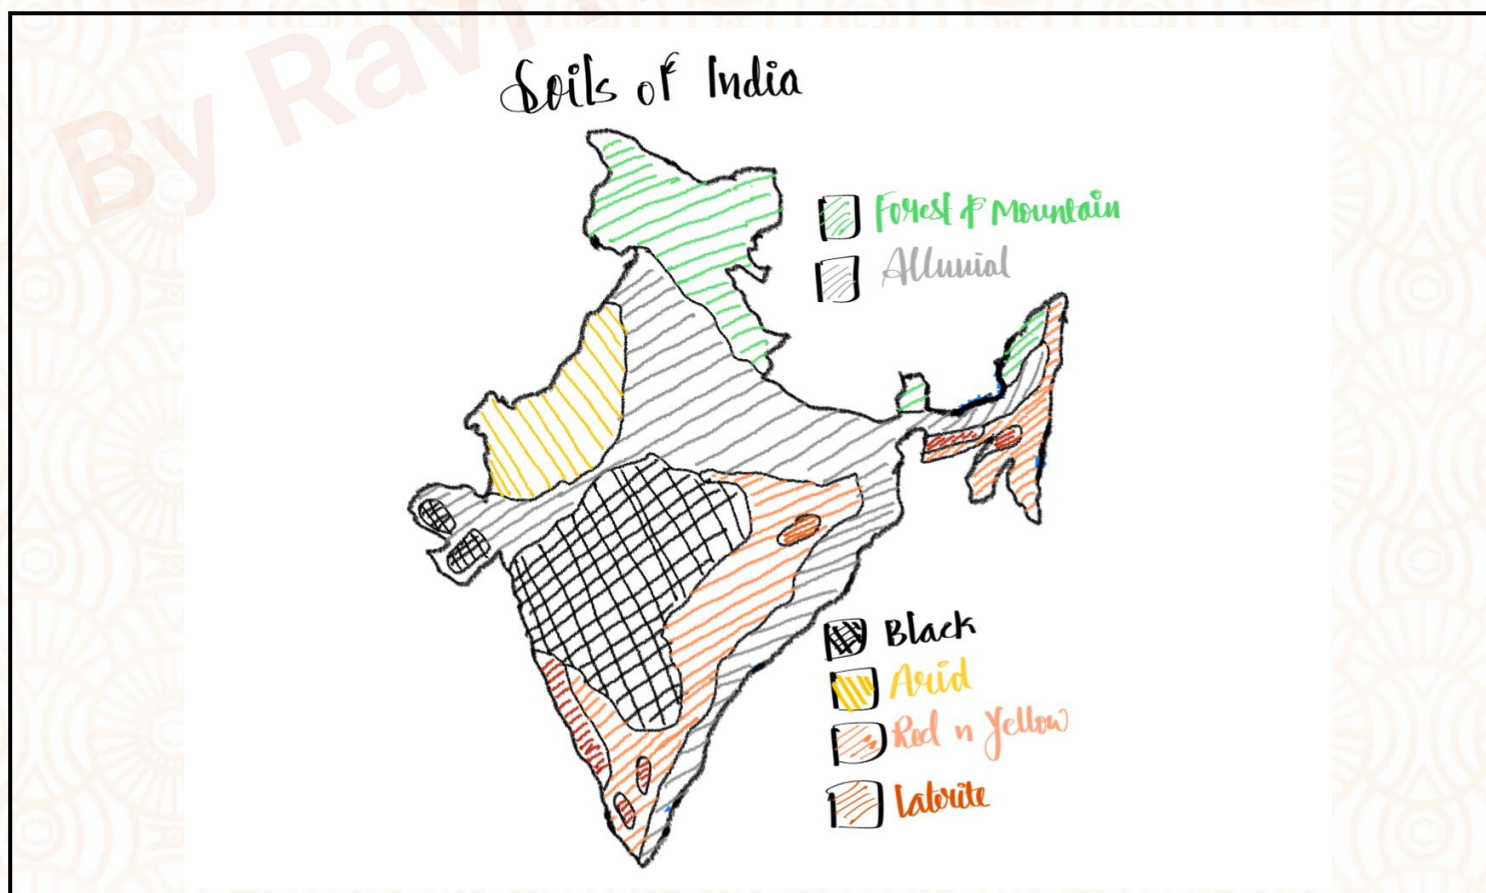 By Ravi
Soils of India
Forest & Mountain
Alluvial
Black
Arid
Red n Yellow
Laterite